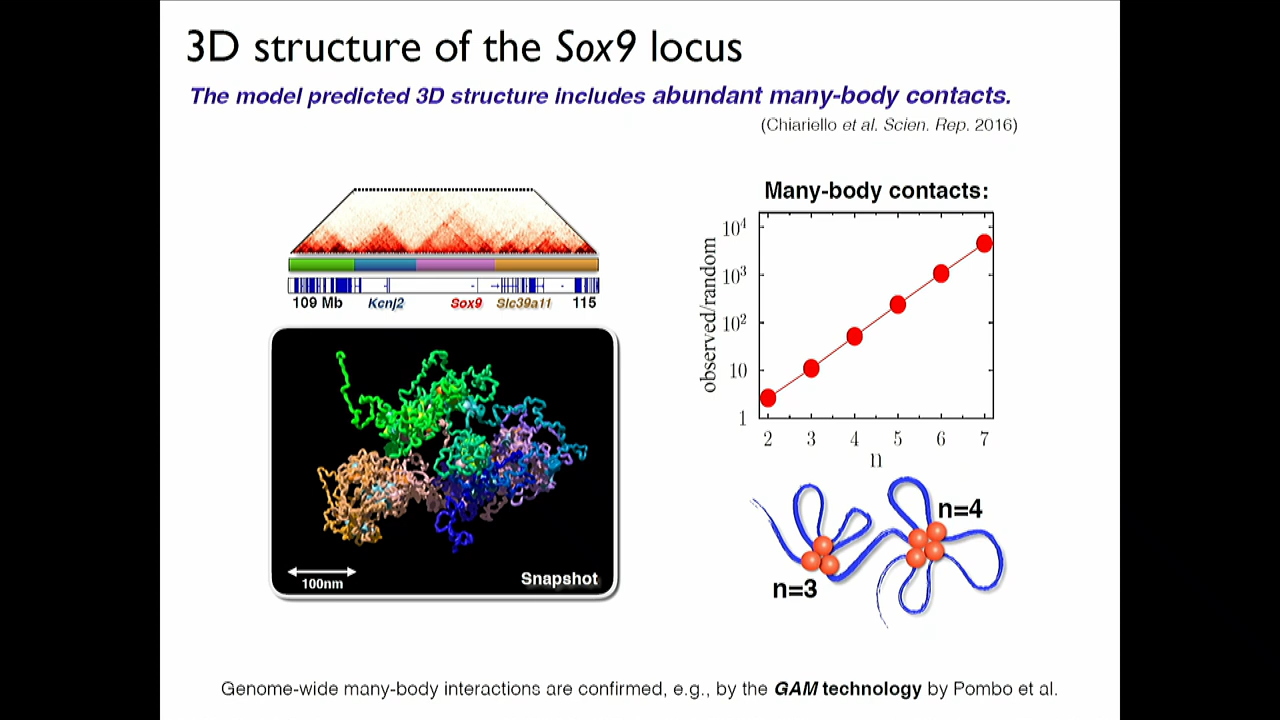 3D structure of the Sox9 locus
The model predicted 3D structure includes abundant many-body contacts.
(Chiariello et al. Scien. Rep. 2016)
109 Mb Kcnj2 Sox9 Slc39a11 115
100nm
Snapshot
Many-body contacts:
observed/random
10⁴
10³
10²
10
1
2 3 4 5 6 7
n
n=4
n=3
Genome-wide many-body interactions are confirmed, e.g., by the GAM technology by Pombo et al.